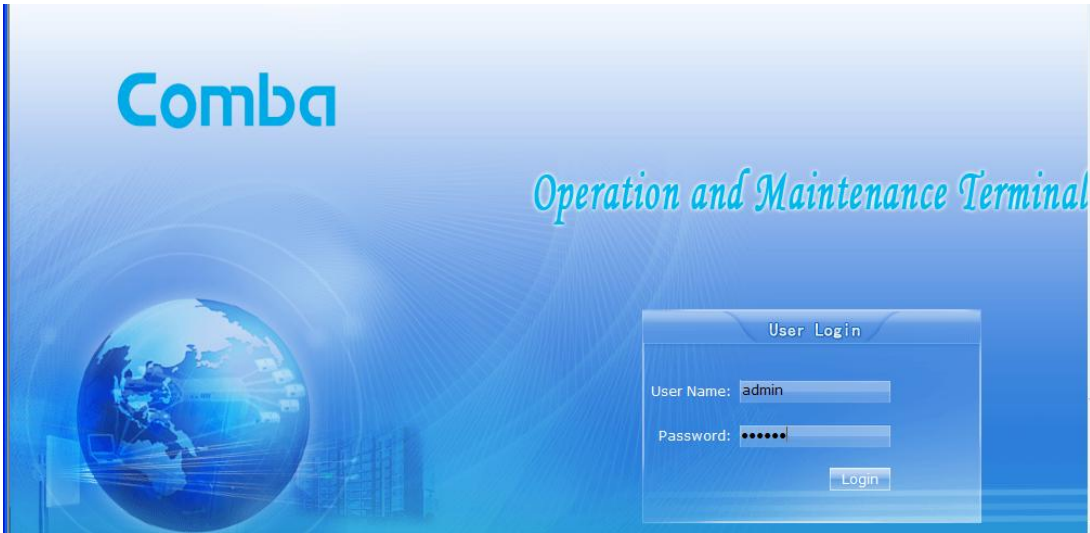 Comba
Operation and Maintenance Terminal
User Login
User Name: admin
Password: ••••••
Login